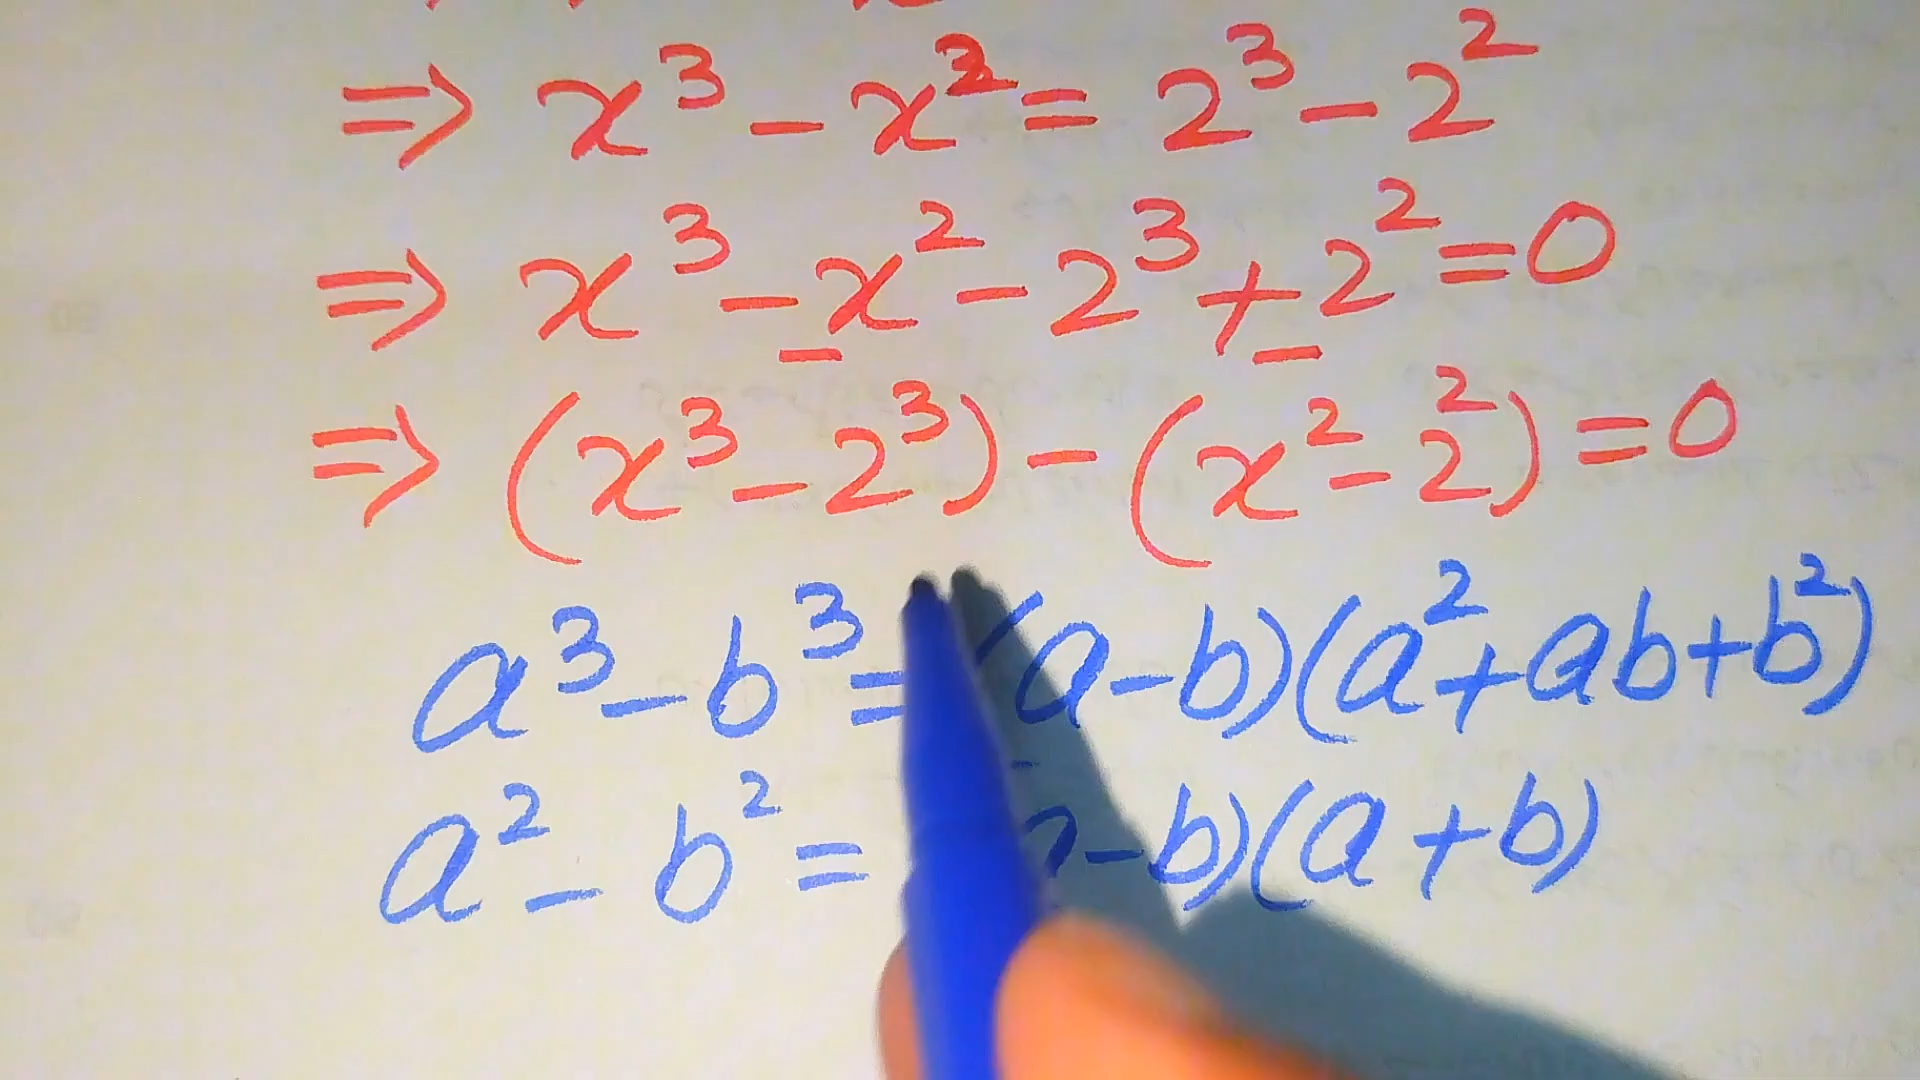 ⇒ x³ - x² = 2³ - 2²
⇒ x³ - x² - 2³ + 2² = 0
⇒ (x³ - 2³) - (x² - 2²) = 0
a³ - b³ = (a - b)(a² + ab + b²)
a² - b² = a - b)(a + b)